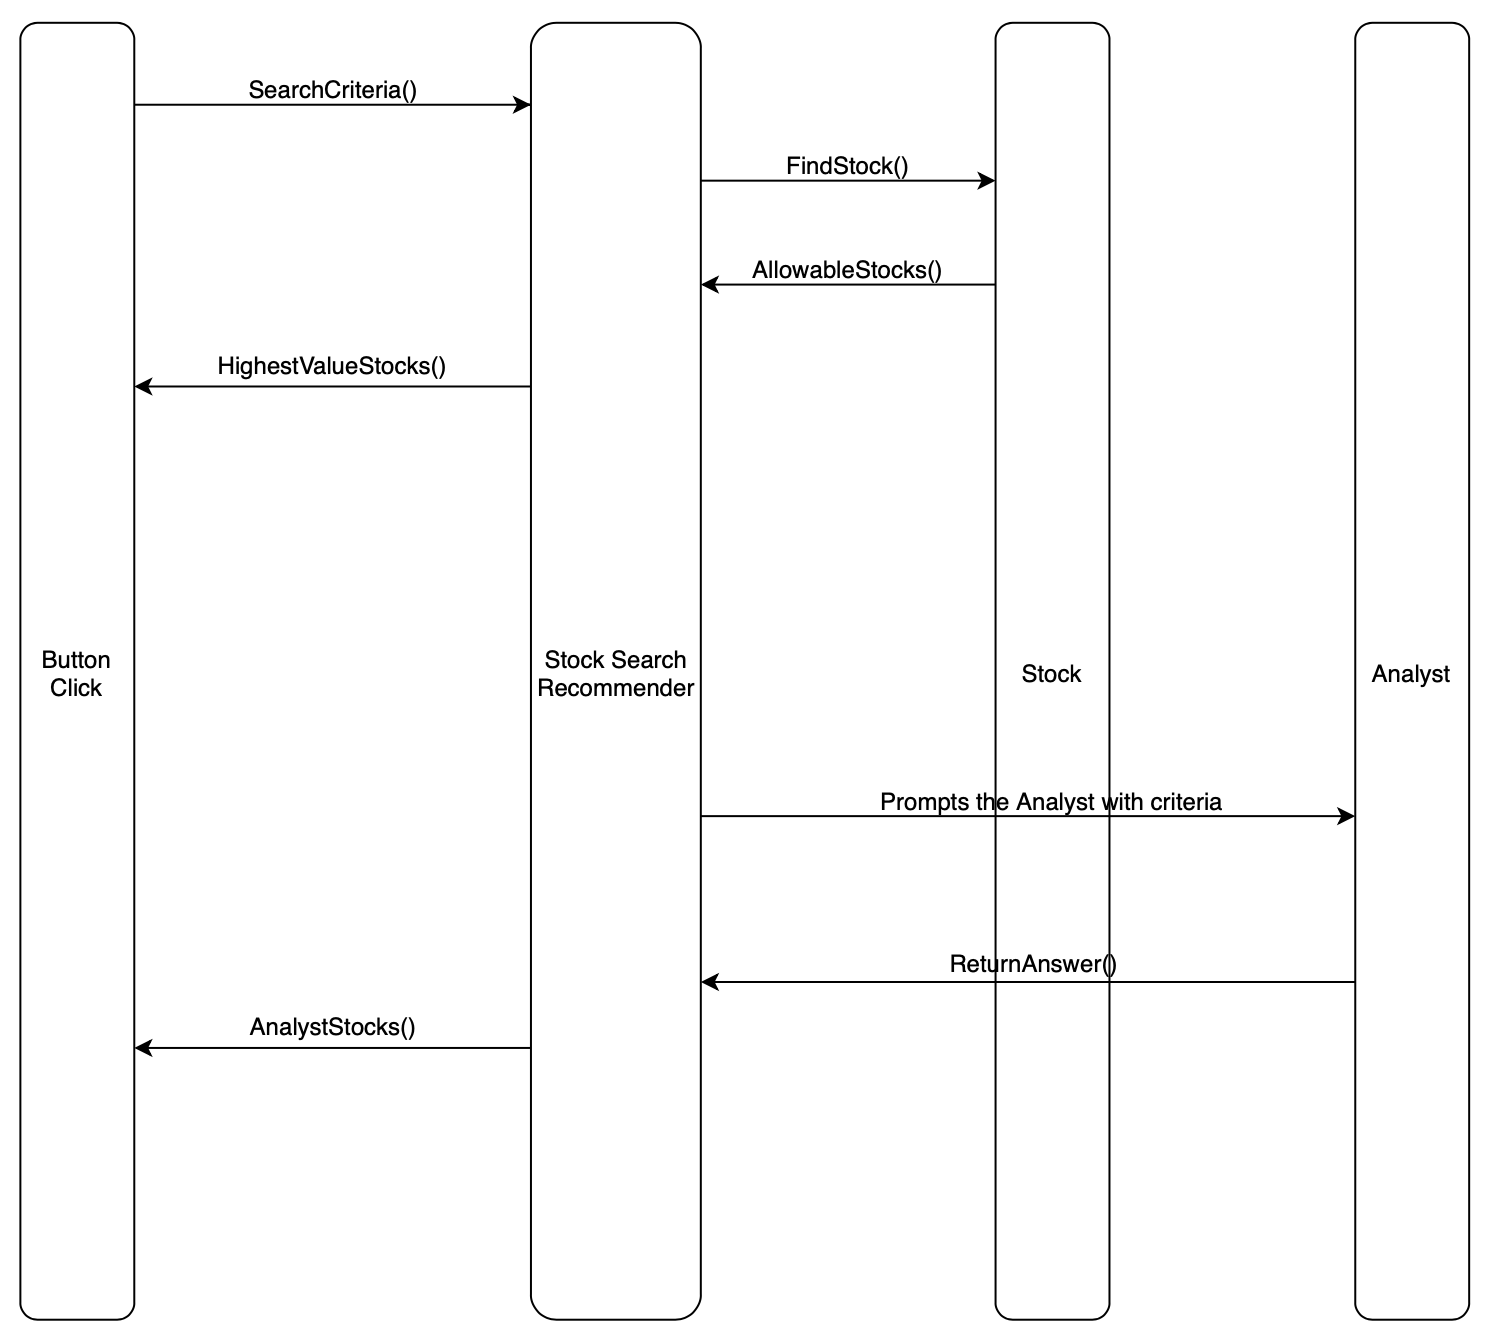 SearchCriteria()
FindStock()
AllowableStocks()
HighestValueStocks()
Button
Click
Stock Search
Recommender
Stock
Analyst
Prompts the Analyst with criteria
ReturnAnswer()
AnalystStocks()